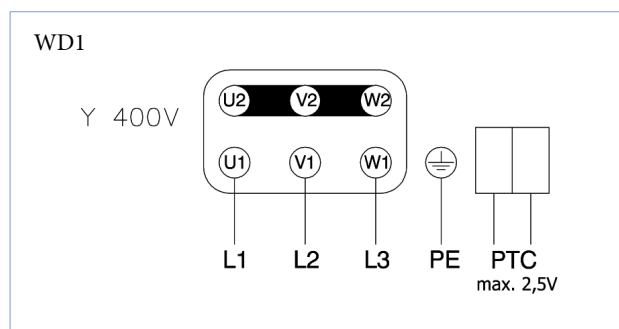 WD1
U2 V2 W2
Y 400V
U1 V1 W1
L1 L2 L3 PE PTC
max. 2,5V